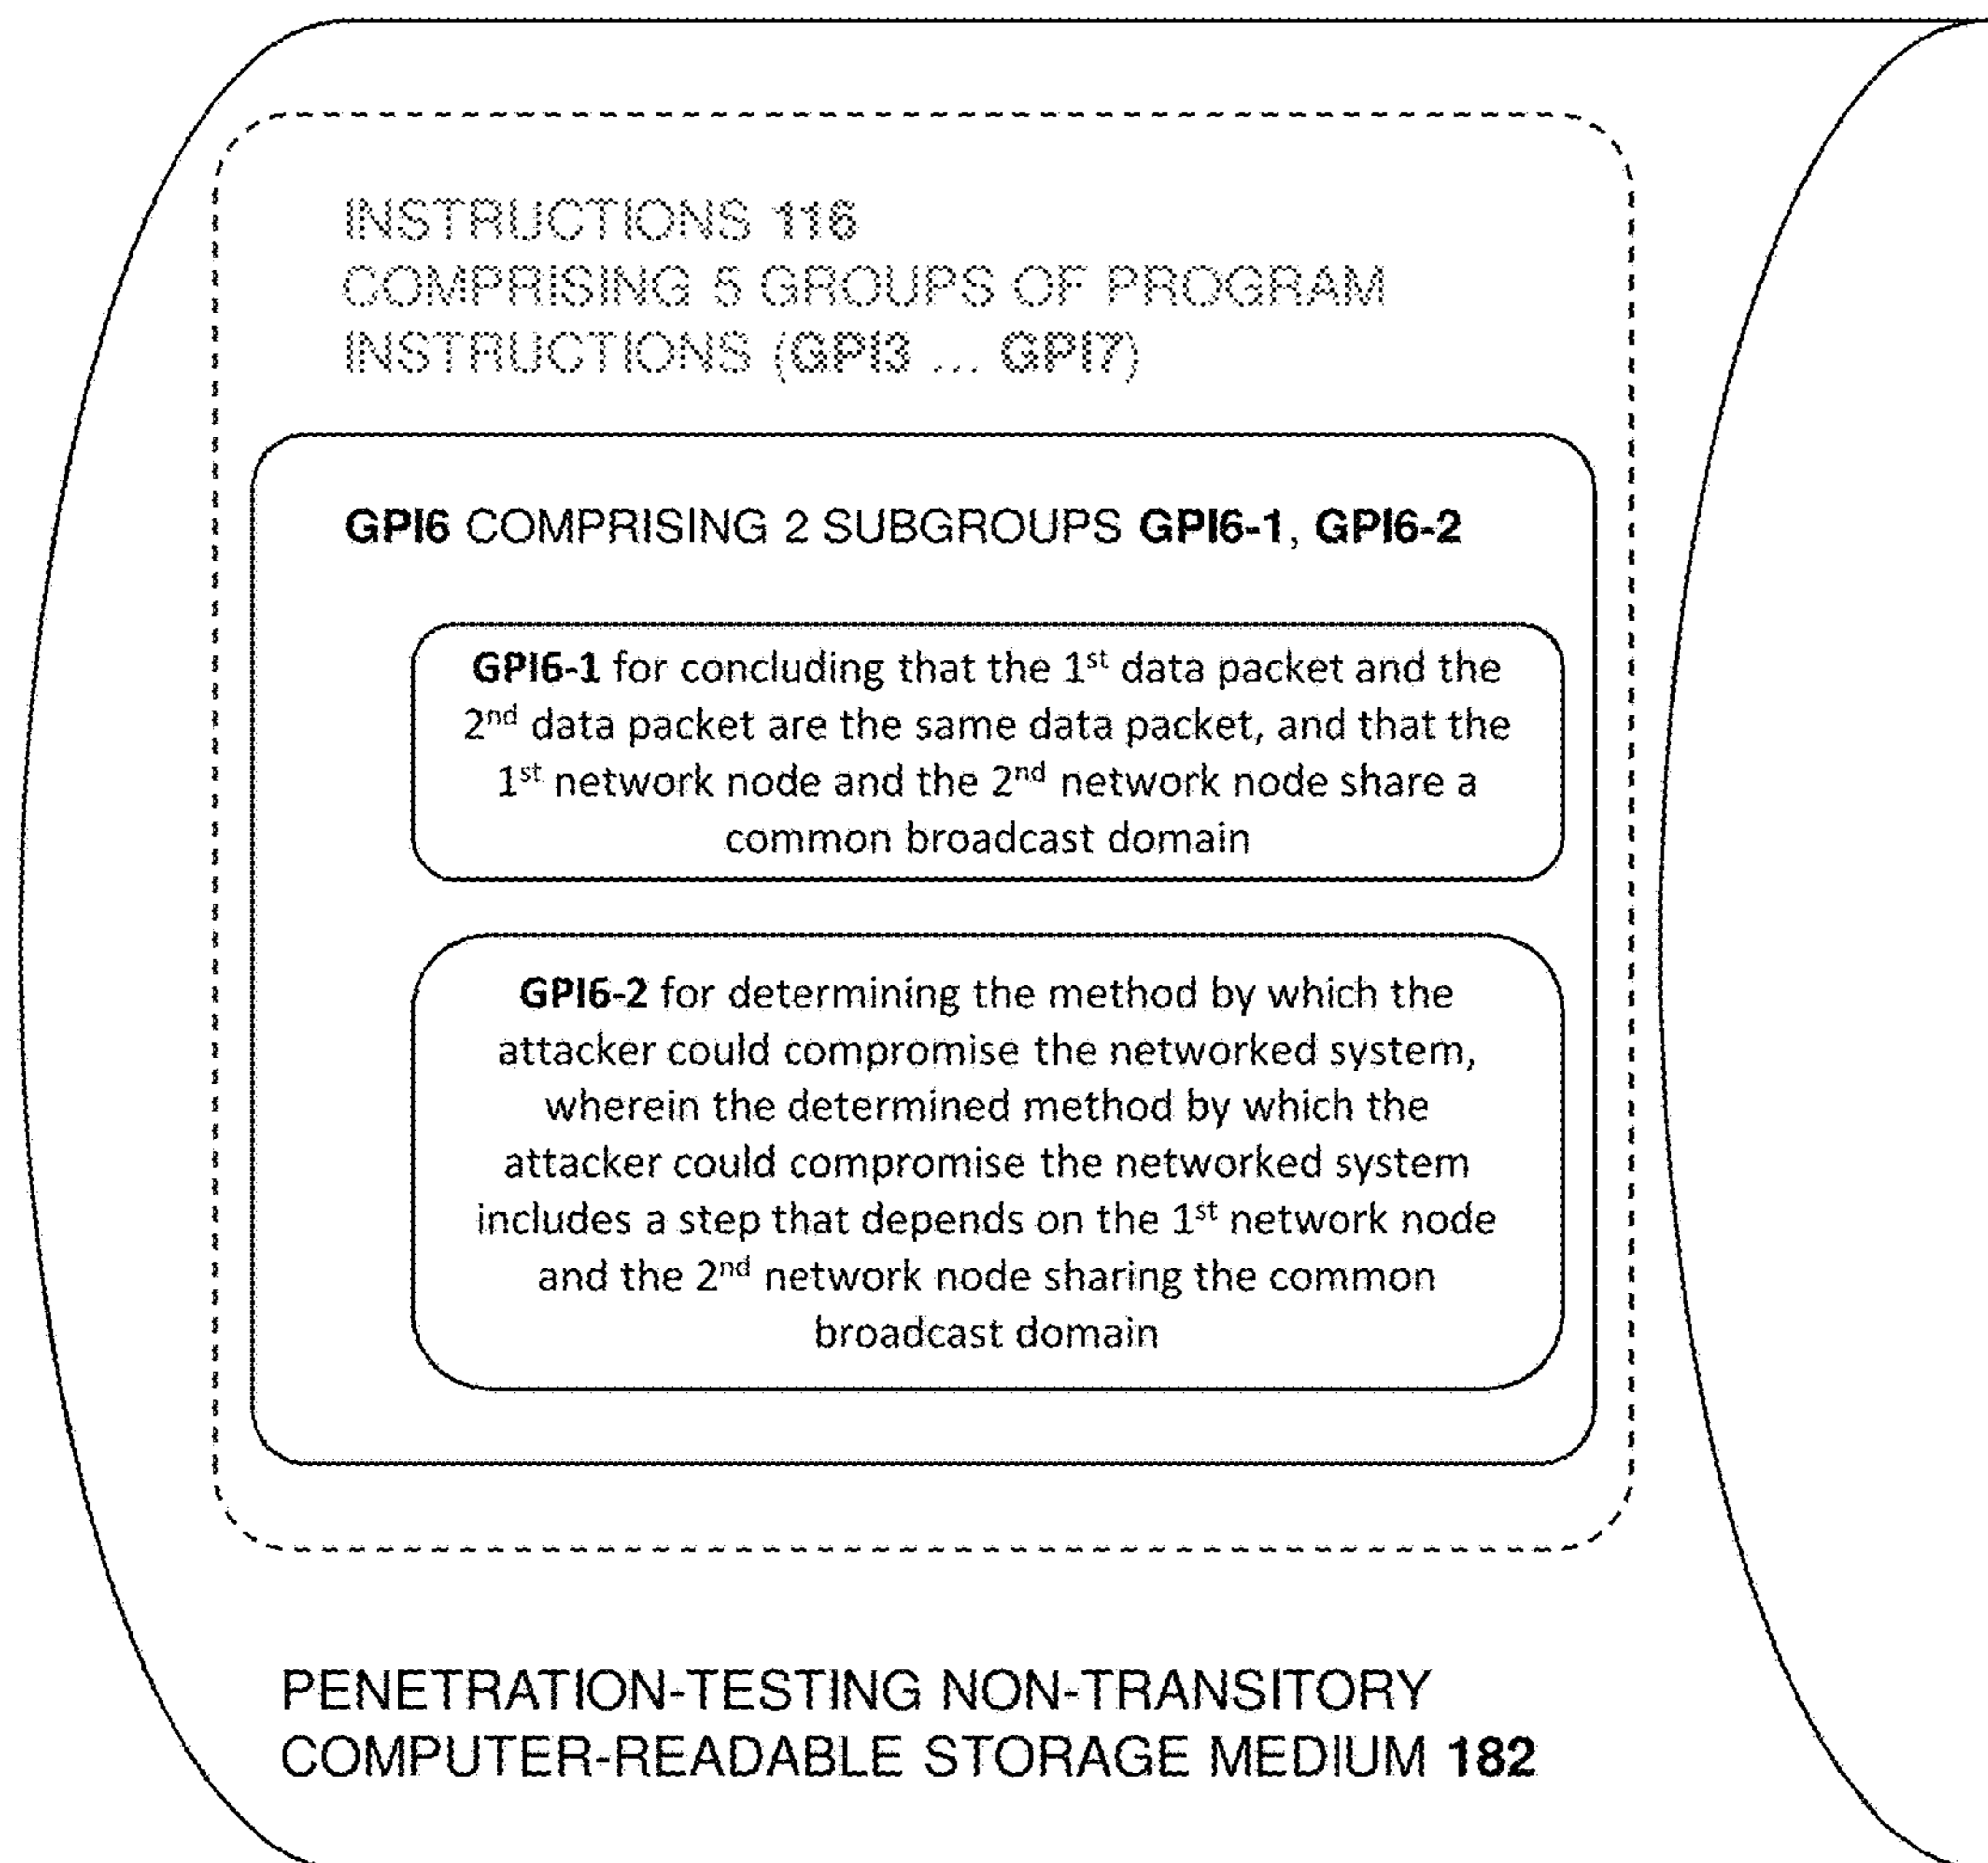 INSTRUCTIONS 116
COMPRISING 5 GROUPS OF PROGRAM
INSTRUCTIONS (GPI3 ... GPI7)
GPI6 COMPRISING 2 SUBGROUPS GPI6-1, GPI6-2
GPI6-1 for concluding that the 1st data packet and the
2nd data packet are the same data packet, and that the
1st network node and the 2nd network node share a
common broadcast domain
GPI6-2 for determining the method by which the
attacker could compromise the networked system,
wherein the determined method by which the
attacker could compromise the networked system
includes a step that depends on the 1st network node
and the 2nd network node sharing the common
broadcast domain
PENETRATION-TESTING NON-TRANSITORY
COMPUTER-READABLE STORAGE MEDIUM 182